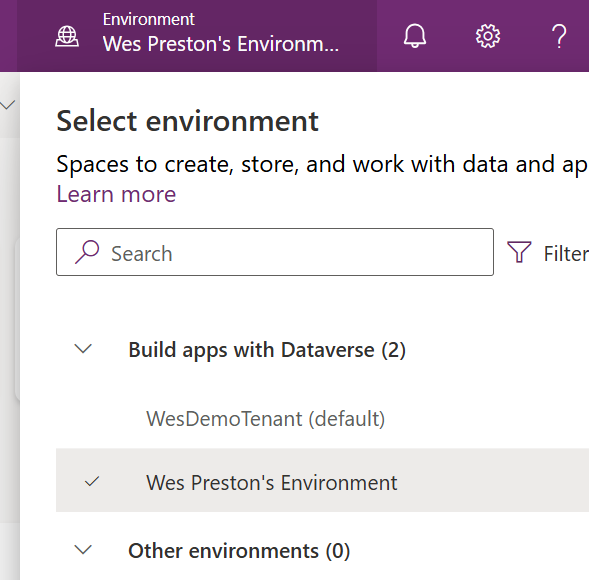 Environment
Wes Preston's Environm...
Select environment
Spaces to create, store, and work with data and ap
Learn more
Search
Filter
Build apps with Dataverse (2)
WesDemoTenant (default)
Wes Preston's Environment
Other environments (0)